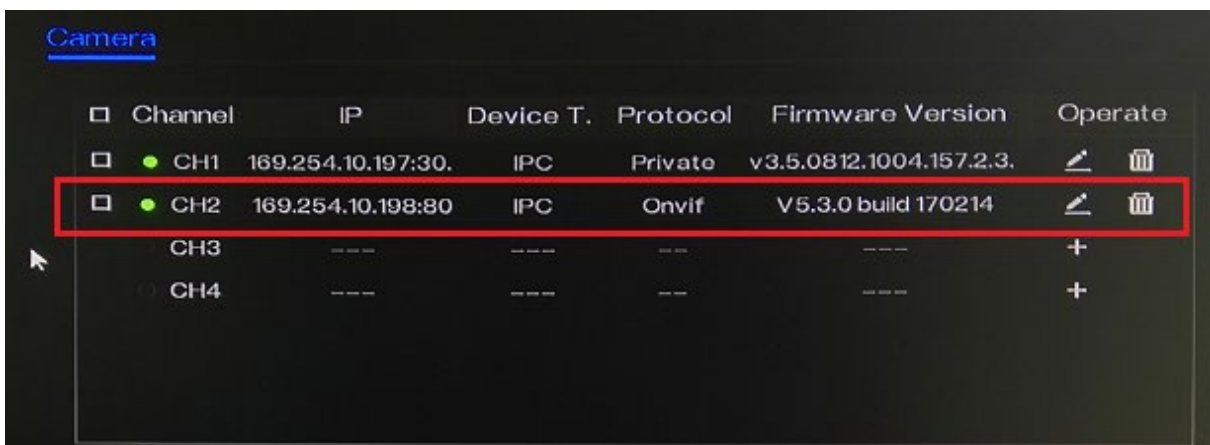 Camera
Channel IP Device T. Protocol Firmware Version Operate
CH1 169.254.10.197:30. IPC Private v3.5.0812.1004.157.2.3.
CH2 169.254.10.198:80 IPC Onvif V5.3.0 build 170214
CH3 --- --- -- --- +
CH4 --- --- -- --- +